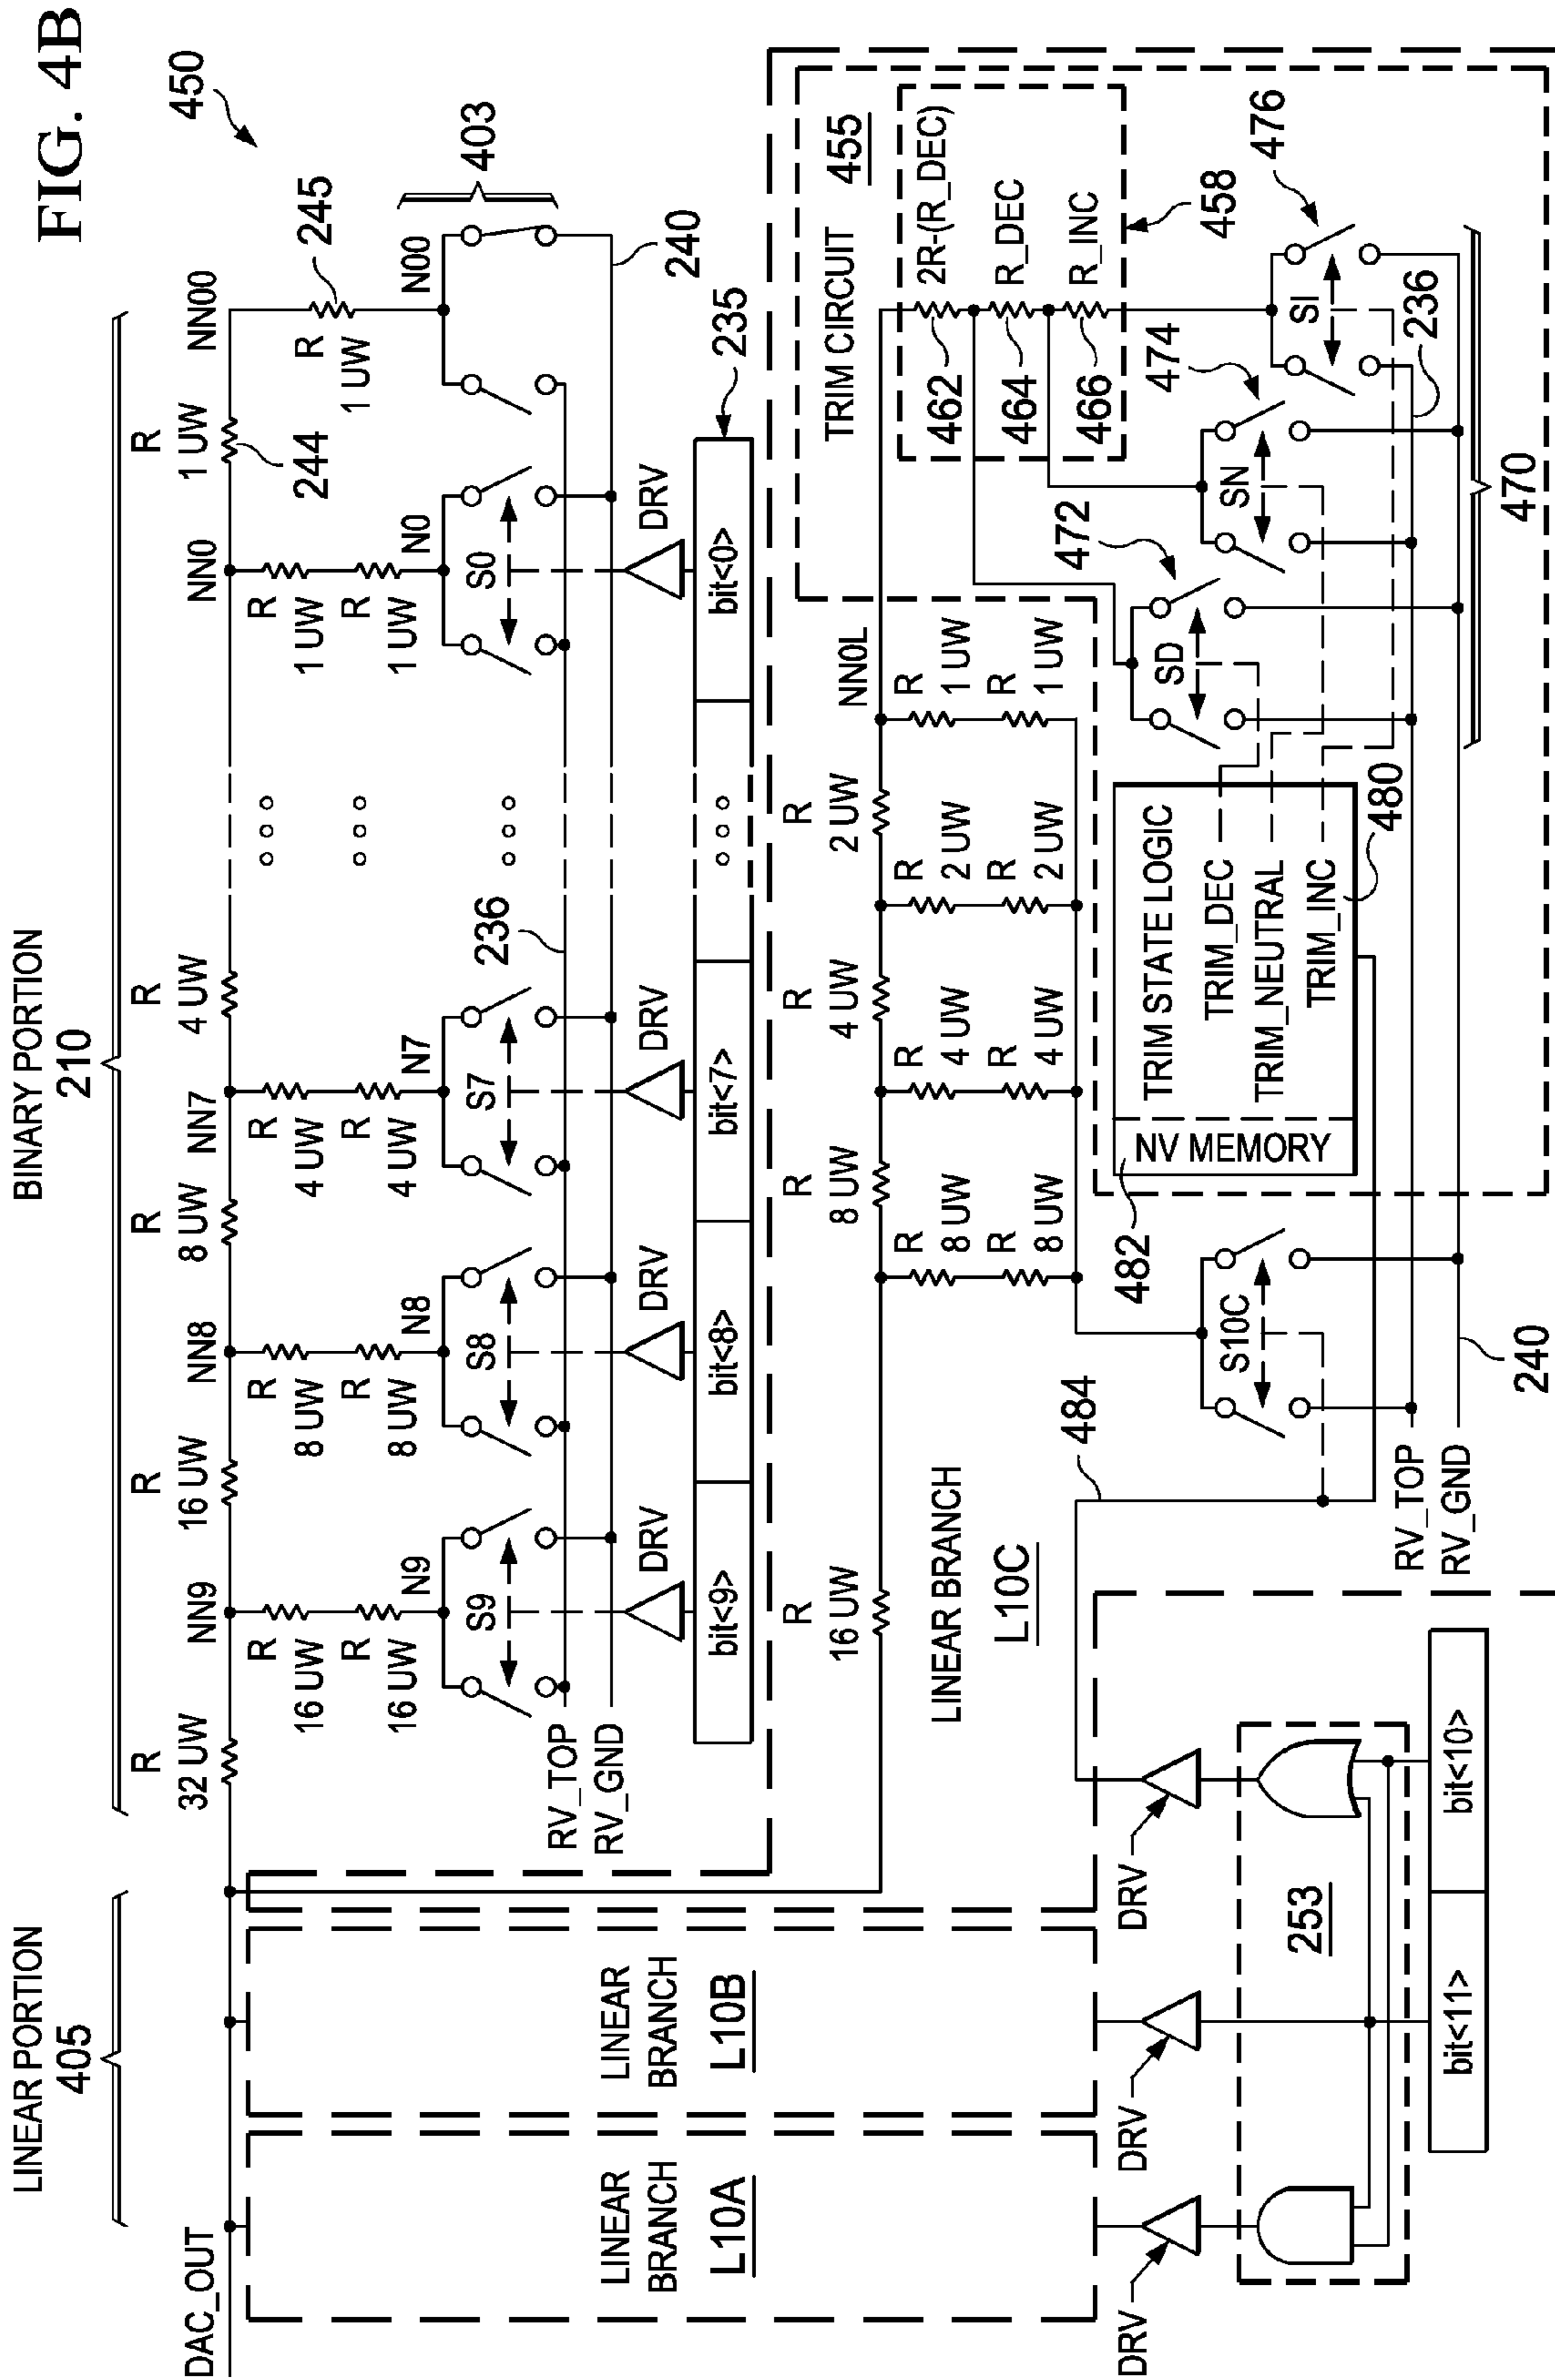 FIG. 4B
450
LINEAR PORTION
405
BINARY PORTION
210
DAC_OUT
R
32 UW
NN9
R
16 UW
NN8
R
8 UW
NN7
R
4 UW
NN0
R
1 UW
244
NN00
R
16 UW
R
16 UW
R
8 UW
R
8 UW
R
4 UW
R
4 UW
R
1 UW
R
1 UW
R
1 UW
245
N9
N8
N7
N0
N00
S9
S8
S7
S0
403
236
240
RV_TOP
RV_GND
DRV
DRV
DRV
DRV
bit<9>
bit<8>
bit<7>
bit<0>
235
LINEAR
BRANCH
L10A
LINEAR
BRANCH
L10B
LINEAR BRANCH
L10C
R
16 UW
R
8 UW
R
4 UW
R
2 UW
NN0L
R
8 UW
R
8 UW
R
4 UW
R
4 UW
R
2 UW
R
2 UW
R
1 UW
R
1 UW
TRIM CIRCUIT
455
462
2R-(R_DEC)
464
R_DEC
466
R_INC
458
472
474
476
SD
SN
SI
S10C
484
482
NV MEMORY
TRIM STATE LOGIC
TRIM_DEC
TRIM_NEUTRAL
TRIM_INC
480
236
RV_TOP
RV_GND
240
470
DRV
DRV
DRV
253
bit<11>
bit<10>